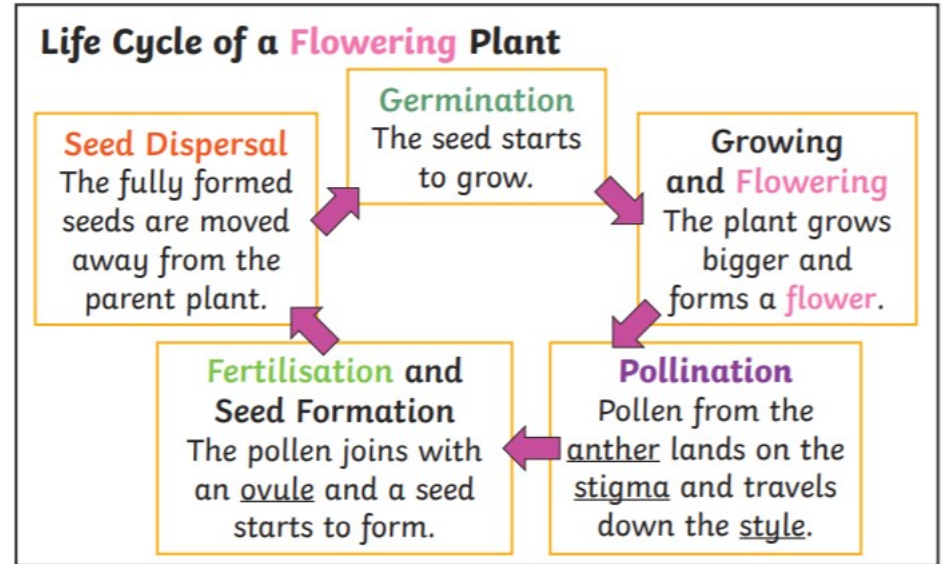 Life Cycle of a Flowering Plant
Germination
The seed starts
to grow.
Growing
and Flowering
The plant grows
bigger and
forms a flower.
Pollination
Pollen from the
anther lands on the
stigma and travels
down the style.
Fertilisation and
Seed Formation
The pollen joins with
an ovule and a seed
starts to form.
Seed Dispersal
The fully formed
seeds are moved
away from the
parent plant.